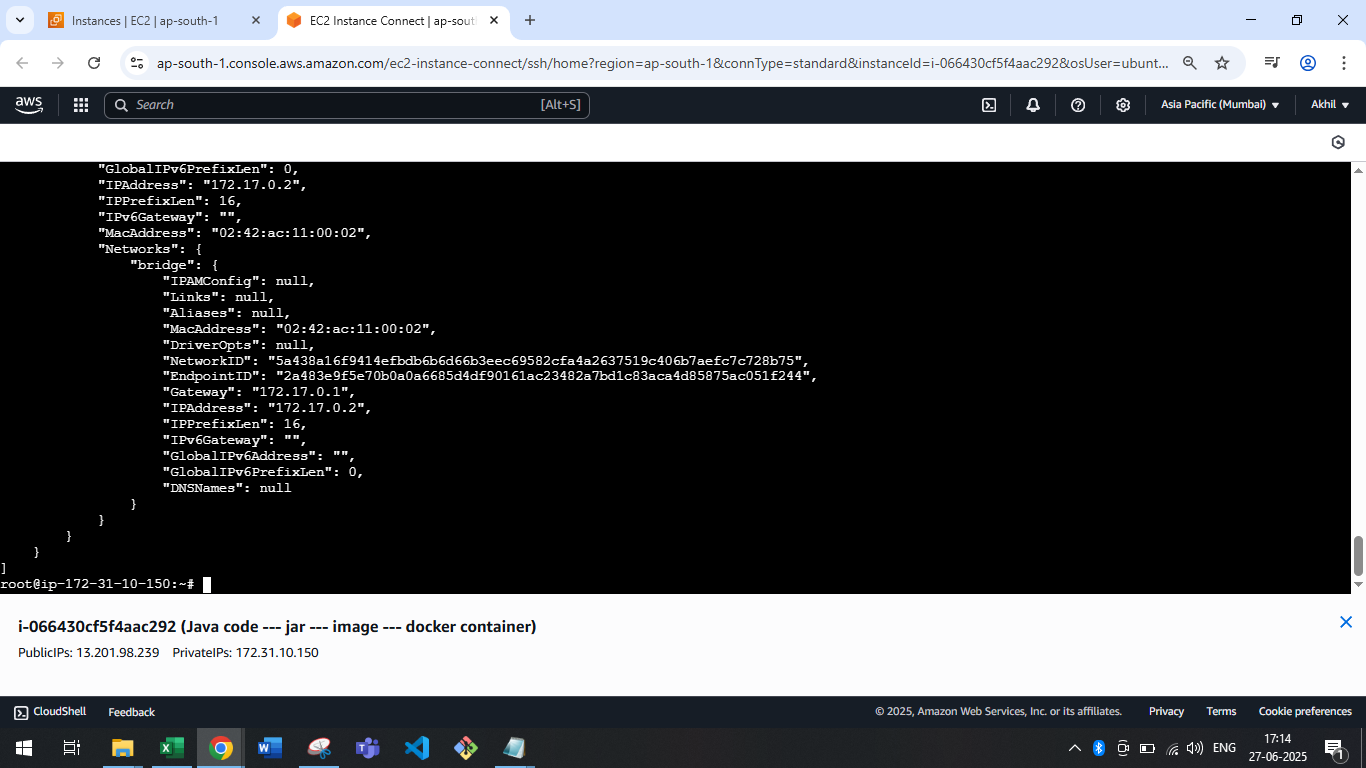 Instances | EC2 | ap-south-1
EC2 Instance Connect | ap-sout
ap-south-1.console.aws.amazon.com/ec2-instance-connect/ssh/home?region=ap-south-1&connType=standard&instanceId=i-066430cf5f4aac292&osUser=ubunt...
aws
Search
[Alt+S]
Asia Pacific (Mumbai)
Akhil
"GlobalIPv6PrefixLen": 0,
"IPAddress": "172.17.0.2",
"IPPrefixLen": 16,
"IPv6Gateway": "",
"MacAddress": "02:42:ac:11:00:02",
"Networks": {
"bridge": {
"IPAMConfig": null,
"Links": null,
"Aliases": null,
"MacAddress": "02:42:ac:11:00:02",
"DriverOpts": null,
"NetworkID": "5a438a16f9414efbdb6b6d66b3eec69582cfa4a2637519c406b7aefc7c728b75",
"EndpointID": "2a483e9f5e70b0a0a6685d4df90161ac23482a7bd1c83aca4d85875ac051f244",
"Gateway": "172.17.0.1",
"IPAddress": "172.17.0.2",
"IPPrefixLen": 16,
"IPv6Gateway": "",
"GlobalIPv6Address": "",
"GlobalIPv6PrefixLen": 0,
"DNSNames": null
}
}
}
}
]
root@ip-172-31-10-150:~#
i-066430cf5f4aac292 (Java code --- jar --- image --- docker container)
PublicIPs: 13.201.98.239 PrivateIPs: 172.31.10.150
CloudShell
Feedback
© 2025, Amazon Web Services, Inc. or its affiliates.
Privacy
Terms
Cookie preferences
ENG
17:14
27-06-2025
1